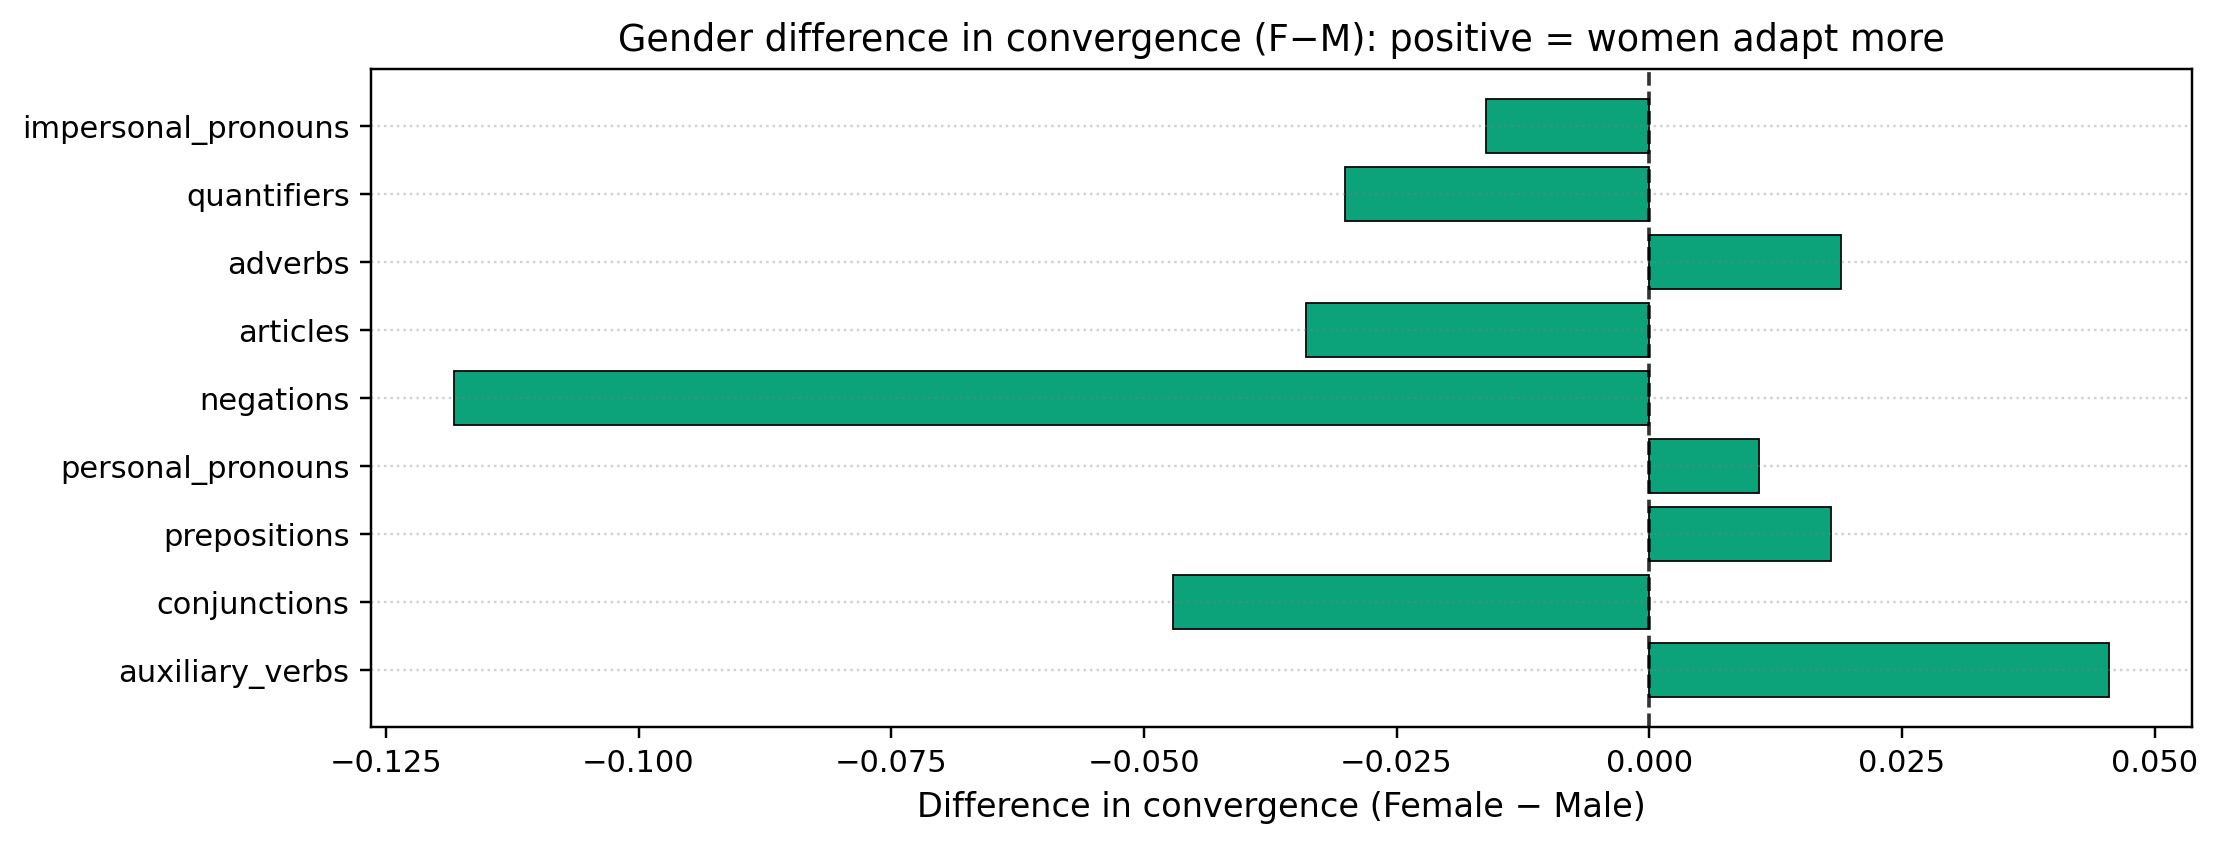 Gender difference in convergence (F−M): positive = women adapt more
impersonal_pronouns
quantifiers
adverbs
articles
negations
personal_pronouns
prepositions
conjunctions
auxiliary_verbs
−0.125 −0.100 −0.075 −0.050 −0.025 0.000 0.025 0.050
Difference in convergence (Female − Male)